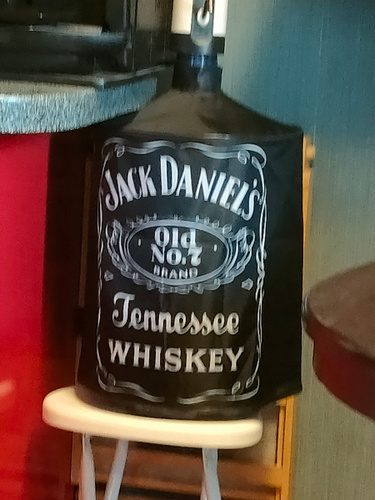 JACK DANIEL'S
Old
No.7
BRAND
Tennessee
WHISKEY